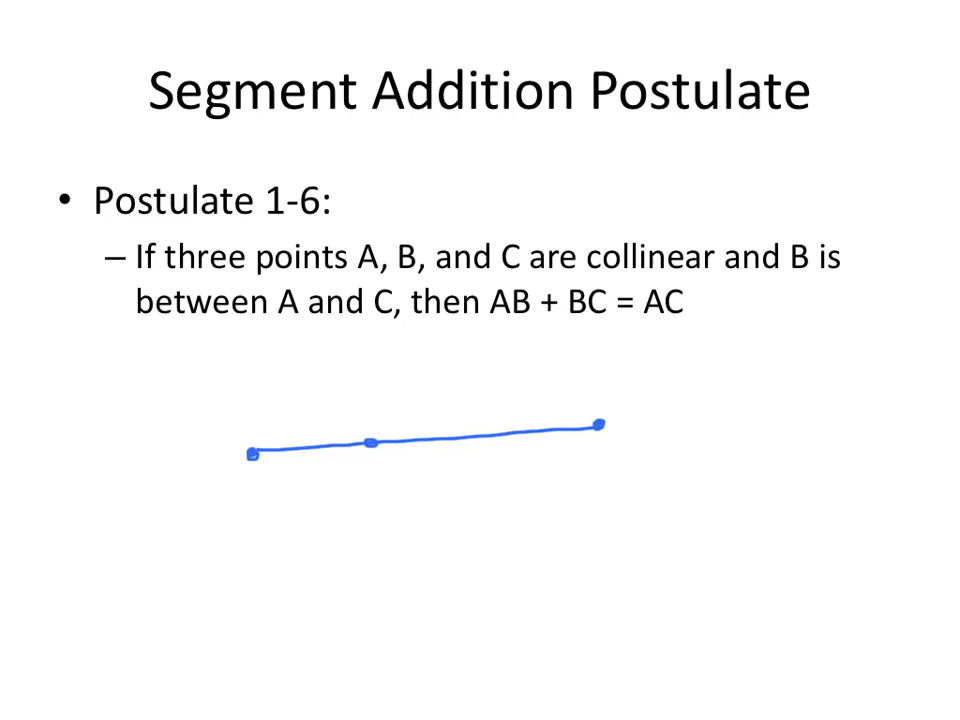 Segment Addition Postulate
• Postulate 1-6:
– If three points A, B, and C are collinear and B is
between A and C, then AB + BC = AC